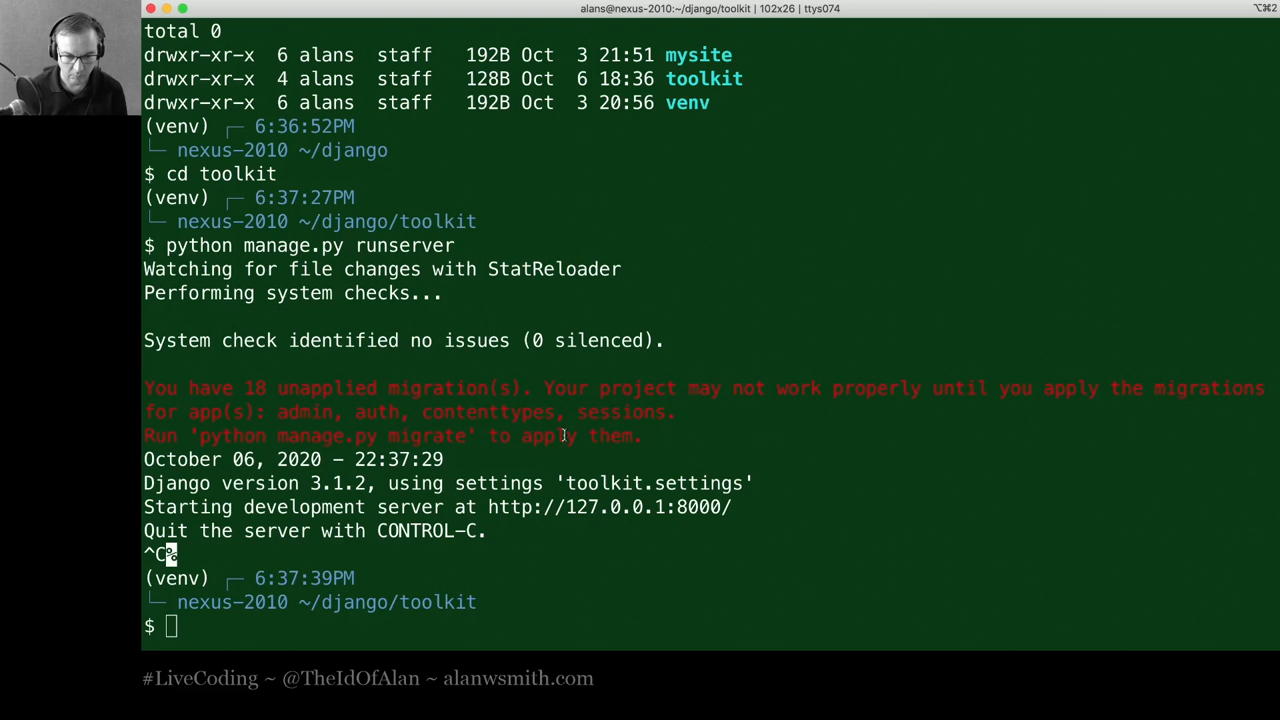 alans@nexus-2010:~/django/toolkit | 102x26 | ttys074
⌥⌘2
total 0
drwxr-xr-x  6 alans  staff   192B Oct  3 21:51 mysite
drwxr-xr-x  4 alans  staff   128B Oct  6 18:36 toolkit
drwxr-xr-x  6 alans  staff   192B Oct  3 20:56 venv
(venv) ┌─ 6:36:52PM
└─ nexus-2010 ~/django
$ cd toolkit
(venv) ┌─ 6:37:27PM
└─ nexus-2010 ~/django/toolkit
$ python manage.py runserver
Watching for file changes with StatReloader
Performing system checks...
System check identified no issues (0 silenced).
You have 18 unapplied migration(s). Your project may not work properly until you apply the migrations
for app(s): admin, auth, contenttypes, sessions.
Run 'python manage.py migrate' to apply them.
October 06, 2020 - 22:37:29
Django version 3.1.2, using settings 'toolkit.settings'
Starting development server at http://127.0.0.1:8000/
Quit the server with CONTROL-C.
^C%
(venv) ┌─ 6:37:39PM
└─ nexus-2010 ~/django/toolkit
$
#LiveCoding ~ @TheIdOfAlan ~ alanwsmith.com